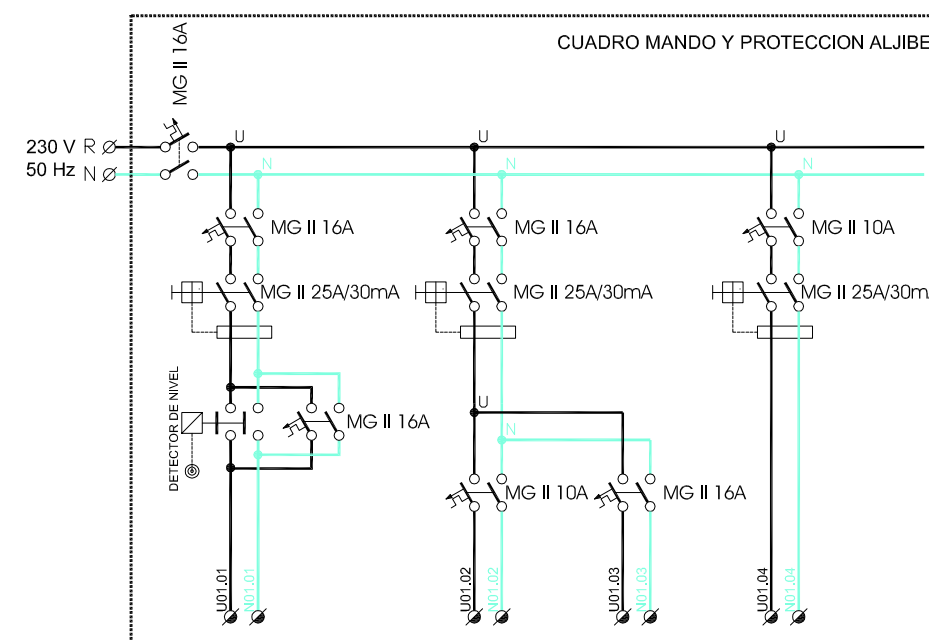 CUADRO MANDO Y PROTECCION ALJIBE
MG II 16A
230 V R
50 Hz N
U
N
U
N
U
N
MG II 16A
MG II 16A
MG II 10A
MG II 25A/30mA
MG II 25A/30mA
MG II 25A/30m
DETECTOR DE NIVEL
MG II 16A
U
N
MG II 10A
MG II 16A
U01.01
N01.01
U01.02
N01.02
U01.03
N01.03
U01.04
N01.04